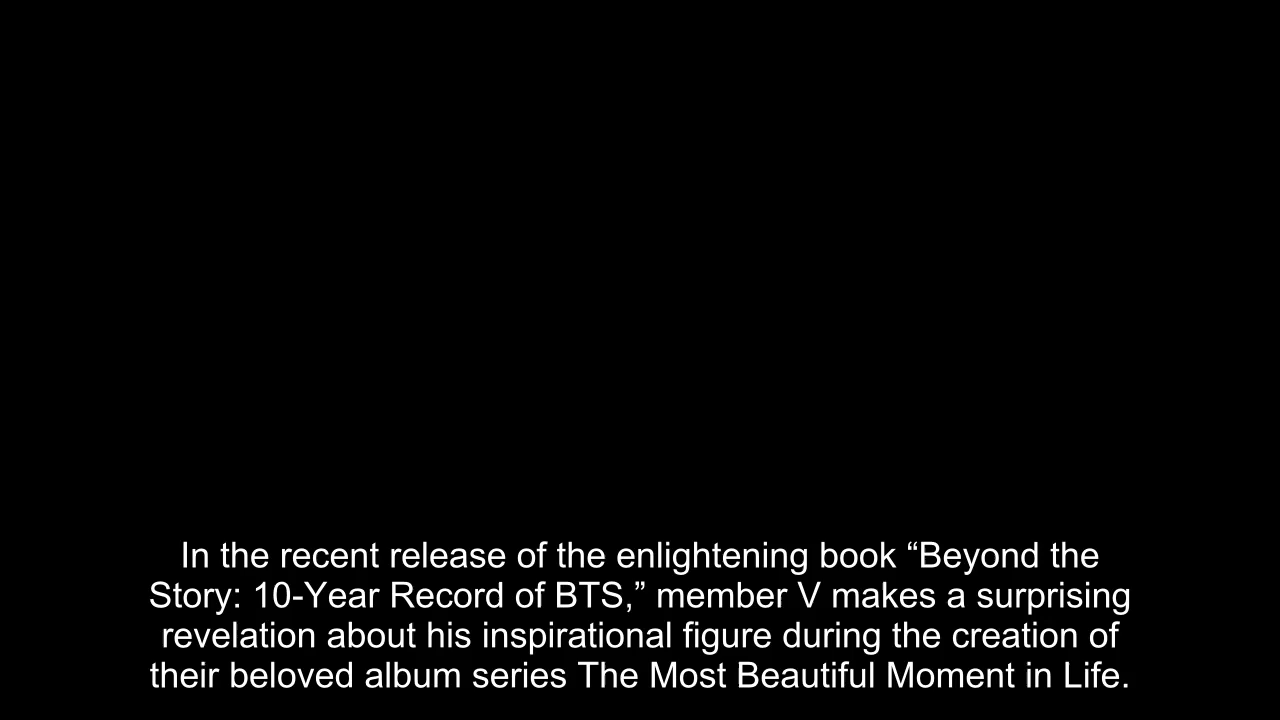 In the recent release of the enlightening book “Beyond the
Story: 10-Year Record of BTS,” member V makes a surprising
revelation about his inspirational figure during the creation of
their beloved album series The Most Beautiful Moment in Life.